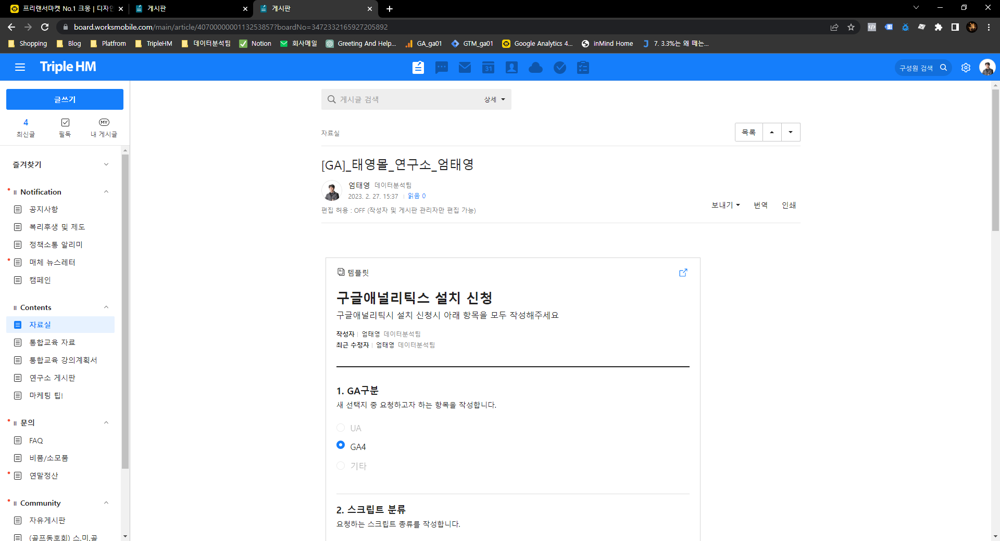 프리랜서마켓 No.1 크몽 | 디자인
게시판
게시판
board.worksmobile.com/main/article/4070000000113253857?boardNo=3472332165927205892
Shopping
Blog
Platfrom
TripleHM
데이터분석팀
Notion
회사메일
Greeting And Help...
GA_ga01
GTM_ga01
Google Analytics 4...
inMind Home
7. 3.3%는 왜 떼는...
Triple HM
31
구성원 검색
글쓰기
4
MY
최신글
필독
내 게시글
즐겨찾기
Notification
공지사항
복리후생 및 제도
정책소통 알리미
매체 뉴스레터
캠페인
Contents
자료실
통합교육 자료
통합교육 강의계획서
연구소 게시판
마케팅 팁!
문의
FAQ
비품/소모품
연말정산
Community
자유게시판
(골프동호회) 스.미.골
게시글 검색
상세
자료실
목록
[GA]_태영몰_연구소_엄태영
엄태영 데이터분석팀
2023. 2. 27. 15:37 읽음 0
편집 허용 : OFF (작성자 및 게시판 관리자만 편집 가능)
보내기
번역
인쇄
템플릿
구글애널리틱스 설치 신청
구글애널리틱시 설치 신청시 아래 항목을 모두 작성해주세요
작성자 엄태영 데이터분석팀
최근 수정자 엄태영 데이터분석팀
1. GA구분
새 선택지 중 요청하고자 하는 항목을 작성합니다.
UA
GA4
기타
2. 스크립트 분류
요청하는 스크립트 종류를 작성합니다.